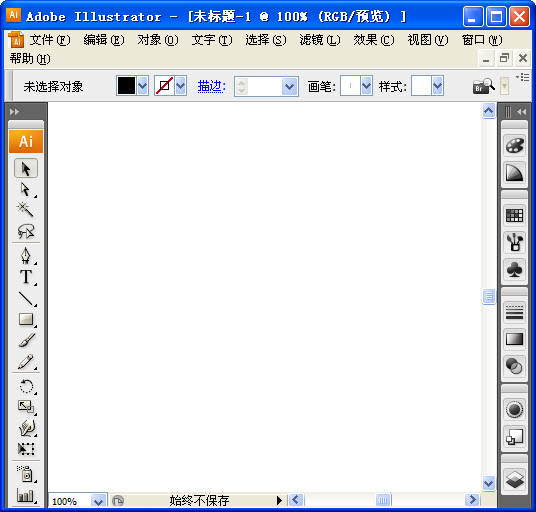 Adobe Illustrator - [未标题-1 @ 100% (RGB/预览) ]
文件(F) 编辑(E) 对象(O) 文字(T) 选择(S) 滤镜(L) 效果(C) 视图(V) 窗口(W)
帮助(H)
未选择对象 描边: 画笔: 样式: Br
Ai
T
100% 始终不保存